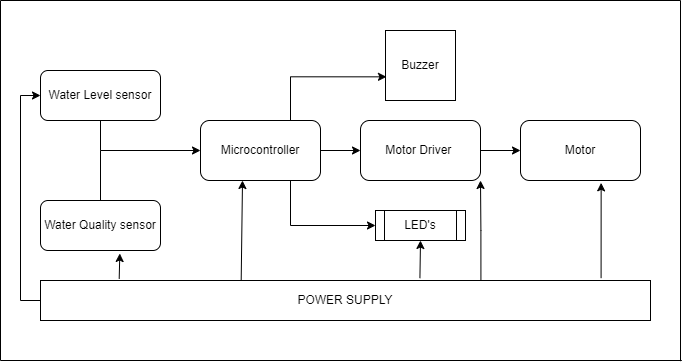 Buzzer
Water Level sensor
Microcontroller
Motor Driver
Motor
Water Quality sensor
LED's
POWER SUPPLY